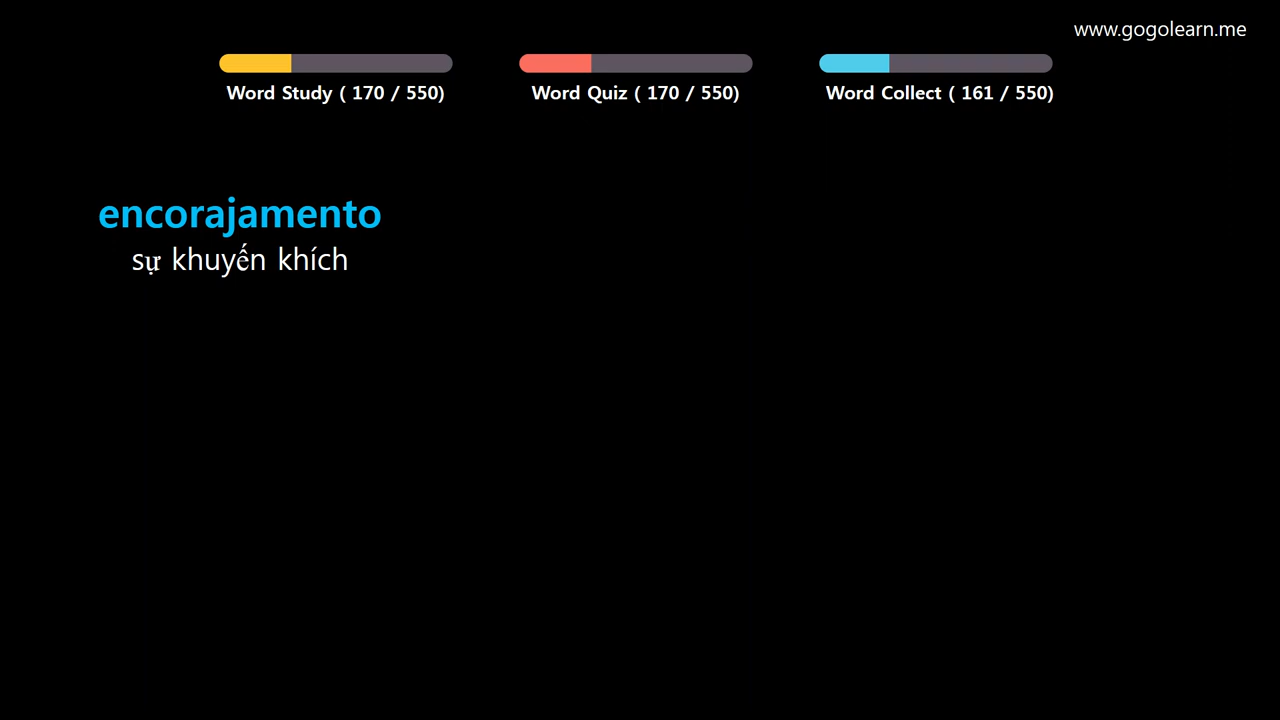 www.gogolearn.me
Word Study ( 170 / 550)
Word Quiz ( 170 / 550)
Word Collect ( 161 / 550)
encorajamento
sự khuyến khích